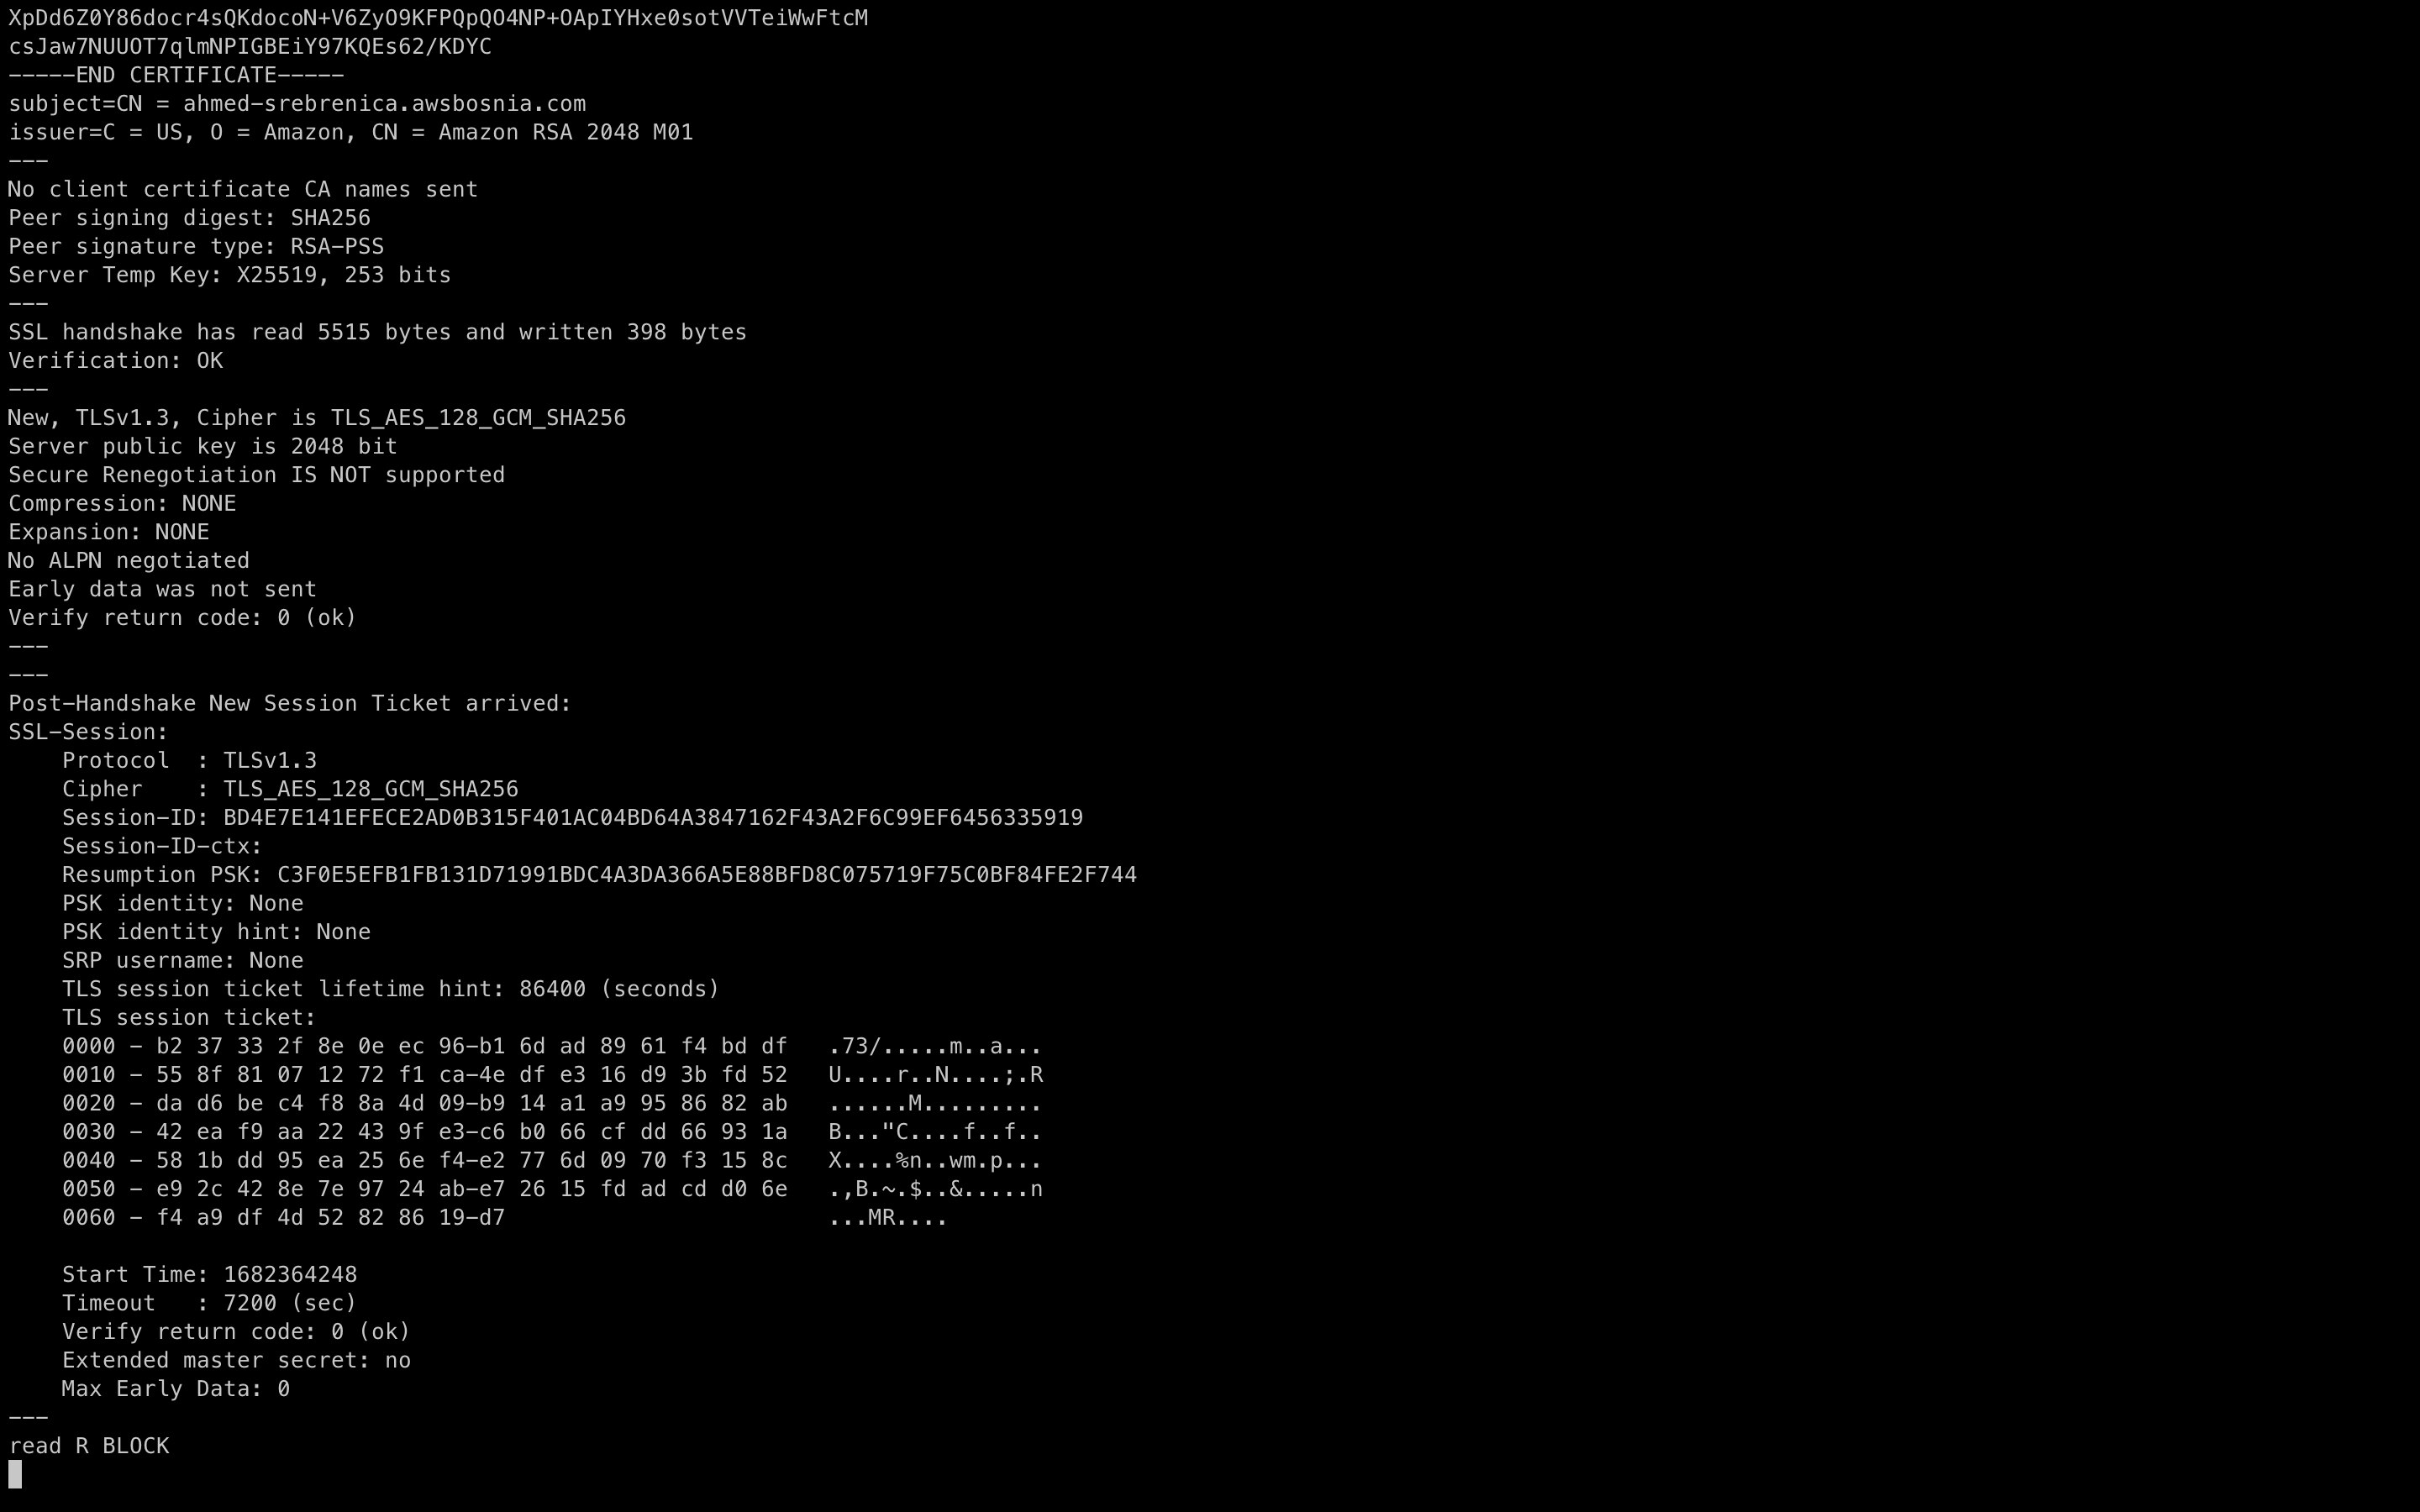 XpDd6Z0Y86docr4sQKdocoN+V6ZyO9KFPQpQO4NP+OApIYHxe0sotVVTeiWwFtcM
csJaw7NUUOT7qlmNPIGBEiY97KQEs62/KDYC
-----END CERTIFICATE-----
subject=CN = ahmed-srebrenica.awsbosnia.com
issuer=C = US, O = Amazon, CN = Amazon RSA 2048 M01
---
No client certificate CA names sent
Peer signing digest: SHA256
Peer signature type: RSA-PSS
Server Temp Key: X25519, 253 bits
---
SSL handshake has read 5515 bytes and written 398 bytes
Verification: OK
---
New, TLSv1.3, Cipher is TLS_AES_128_GCM_SHA256
Server public key is 2048 bit
Secure Renegotiation IS NOT supported
Compression: NONE
Expansion: NONE
No ALPN negotiated
Early data was not sent
Verify return code: 0 (ok)
---
---
Post-Handshake New Session Ticket arrived:
SSL-Session:
    Protocol  : TLSv1.3
    Cipher    : TLS_AES_128_GCM_SHA256
    Session-ID: BD4E7E141EFECE2AD0B315F401AC04BD64A3847162F43A2F6C99EF6456335919
    Session-ID-ctx:
    Resumption PSK: C3F0E5EFB1FB131D71991BDC4A3DA366A5E88BFD8C075719F75C0BF84FE2F744
    PSK identity: None
    PSK identity hint: None
    SRP username: None
    TLS session ticket lifetime hint: 86400 (seconds)
    TLS session ticket:
    0000 - b2 37 33 2f 8e 0e ec 96-b1 6d ad 89 61 f4 bd df   .73/.....m..a...
    0010 - 55 8f 81 07 12 72 f1 ca-4e df e3 16 d9 3b fd 52   U....r..N....;.R
    0020 - da d6 be c4 f8 8a 4d 09-b9 14 a1 a9 95 86 82 ab   ......M.........
    0030 - 42 ea f9 aa 22 43 9f e3-c6 b0 66 cf dd 66 93 1a   B..."C....f..f..
    0040 - 58 1b dd 95 ea 25 6e f4-e2 77 6d 09 70 f3 15 8c   X....%n..wm.p...
    0050 - e9 2c 42 8e 7e 97 24 ab-e7 26 15 fd ad cd d0 6e   .,B.~.$..&.....n
    0060 - f4 a9 df 4d 52 82 86 19-d7                        ...MR....

    Start Time: 1682364248
    Timeout   : 7200 (sec)
    Verify return code: 0 (ok)
    Extended master secret: no
    Max Early Data: 0
---
read R BLOCK